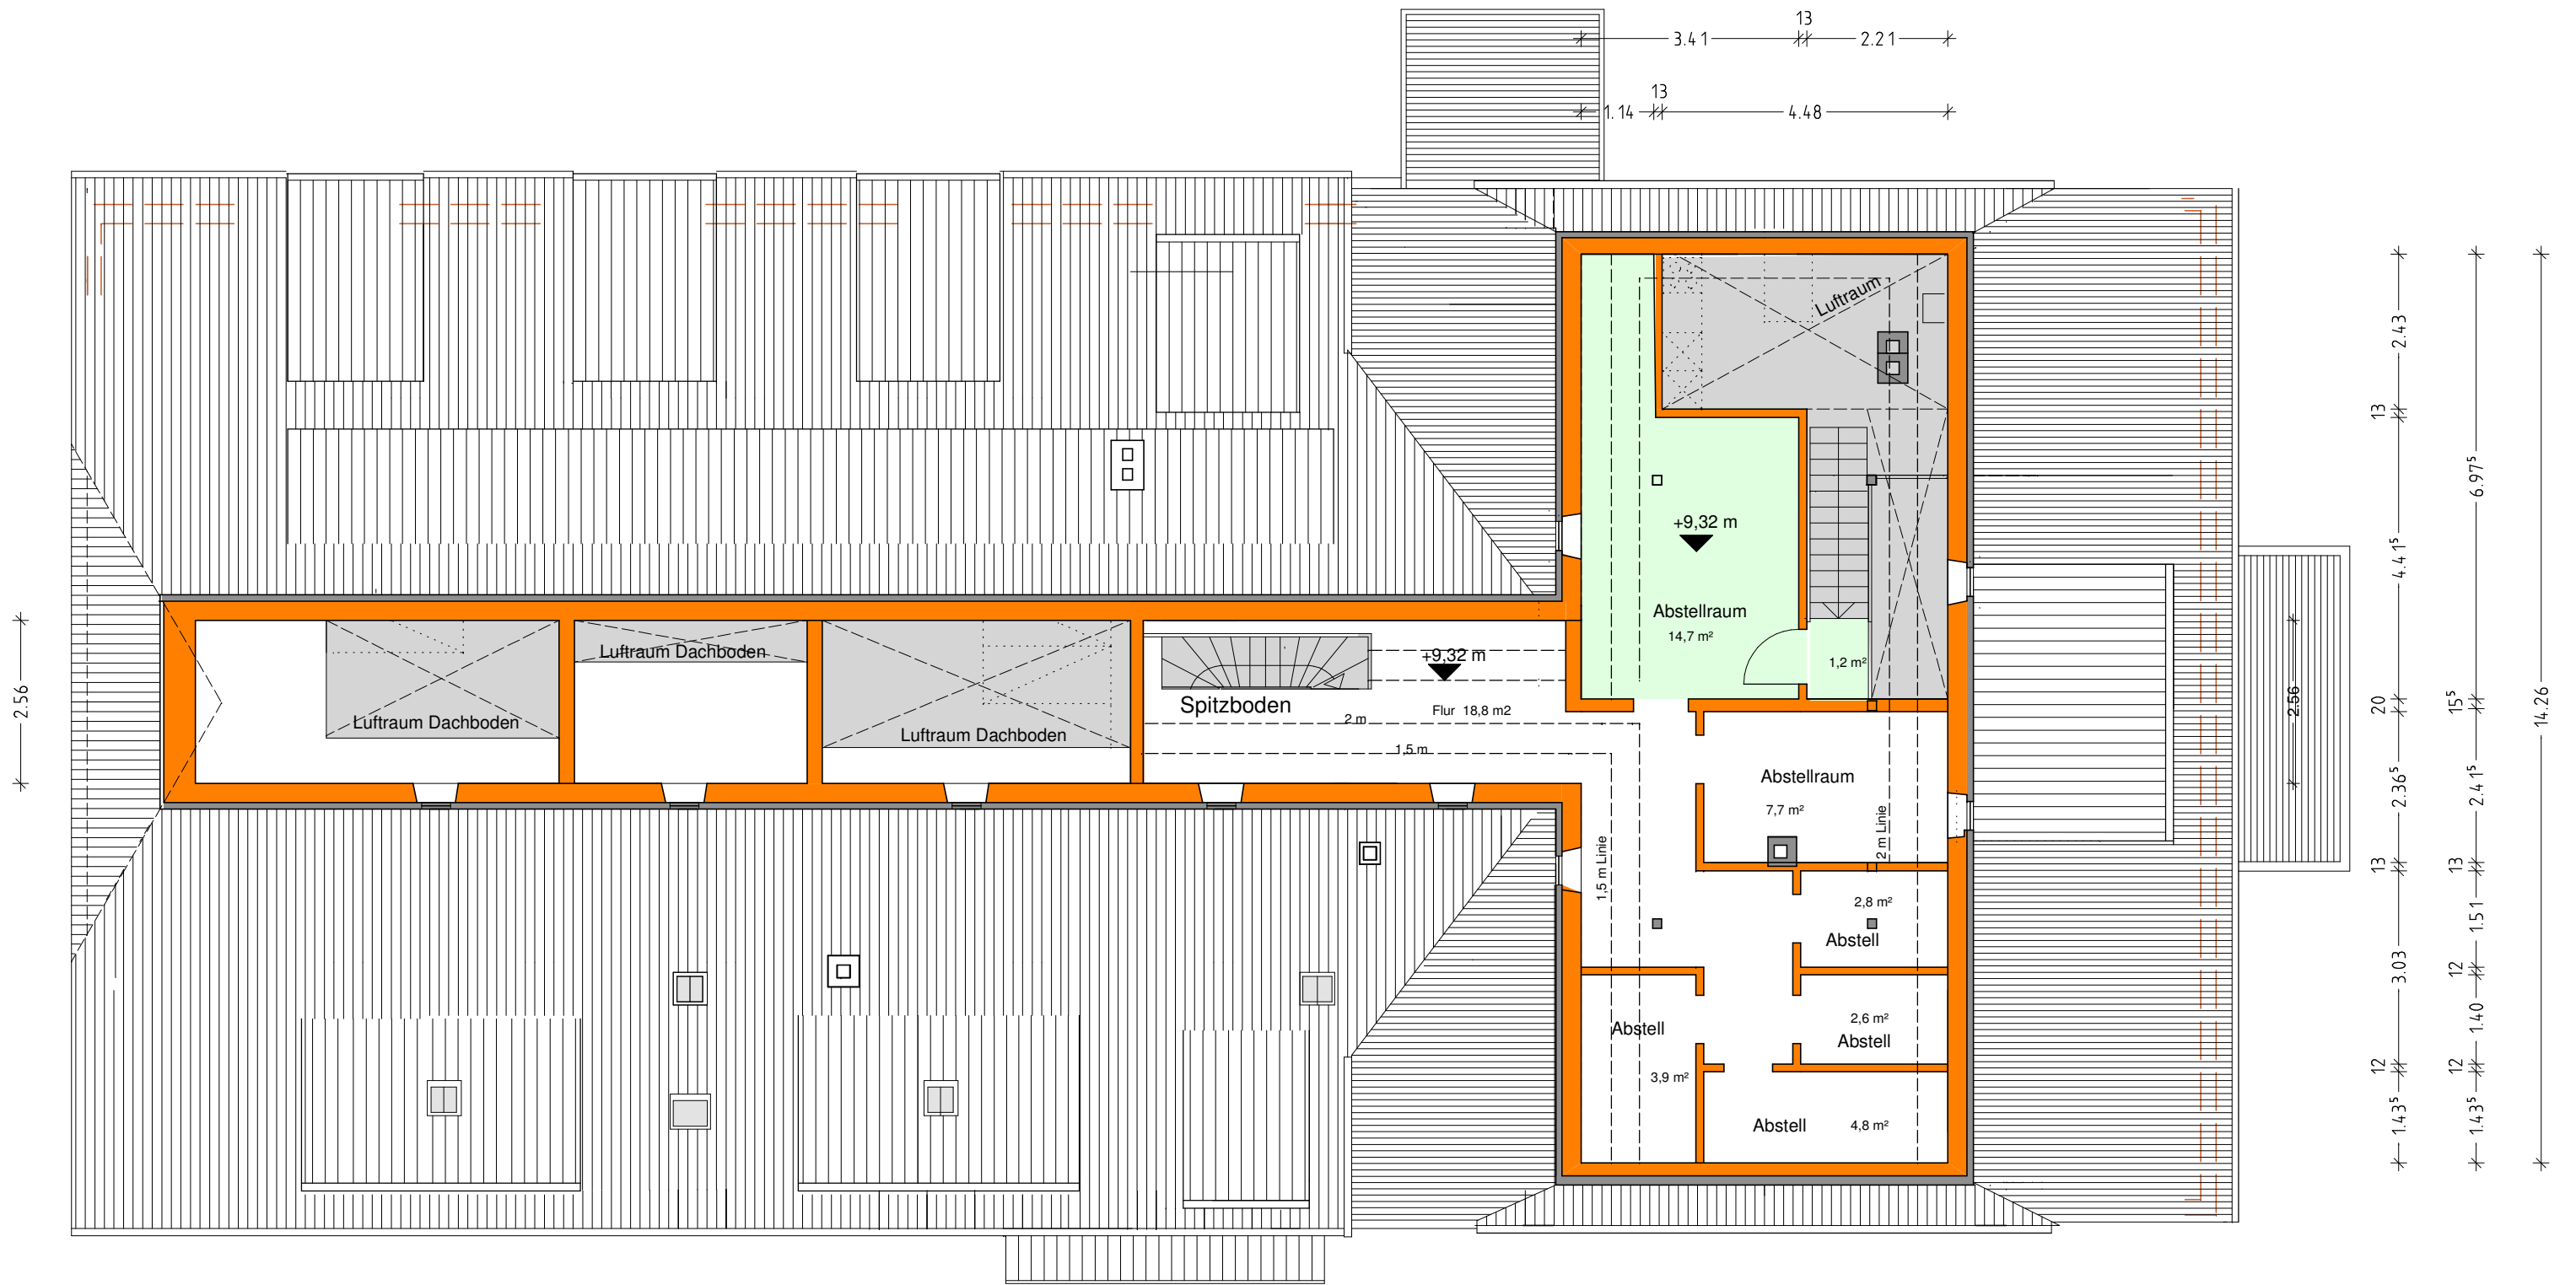 13
3.41
2.21
13
1.14
4.48
Luftraum
2.43
13
6.97⁵
+9,32 m
4.41⁵
Abstellraum
14,7 m²
Luftraum Dachboden
+9,32 m
1,2 m²
2.56
Luftraum Dachboden
Luftraum Dachboden
Spitzboden
2 m
Flur 18,8 m2
1,5 m
2.56
20
15⁵
14.26
Abstellraum
7,7 m²
2.36⁵
2.41⁵
1,5 m Linie
2 m Linie
13
13
2,8 m²
Abstell
1.51
3.03
12
Abstell
2,6 m²
Abstell
1.40
3,9 m²
12
12
Abstell
4,8 m²
1.43⁵
1.43⁵